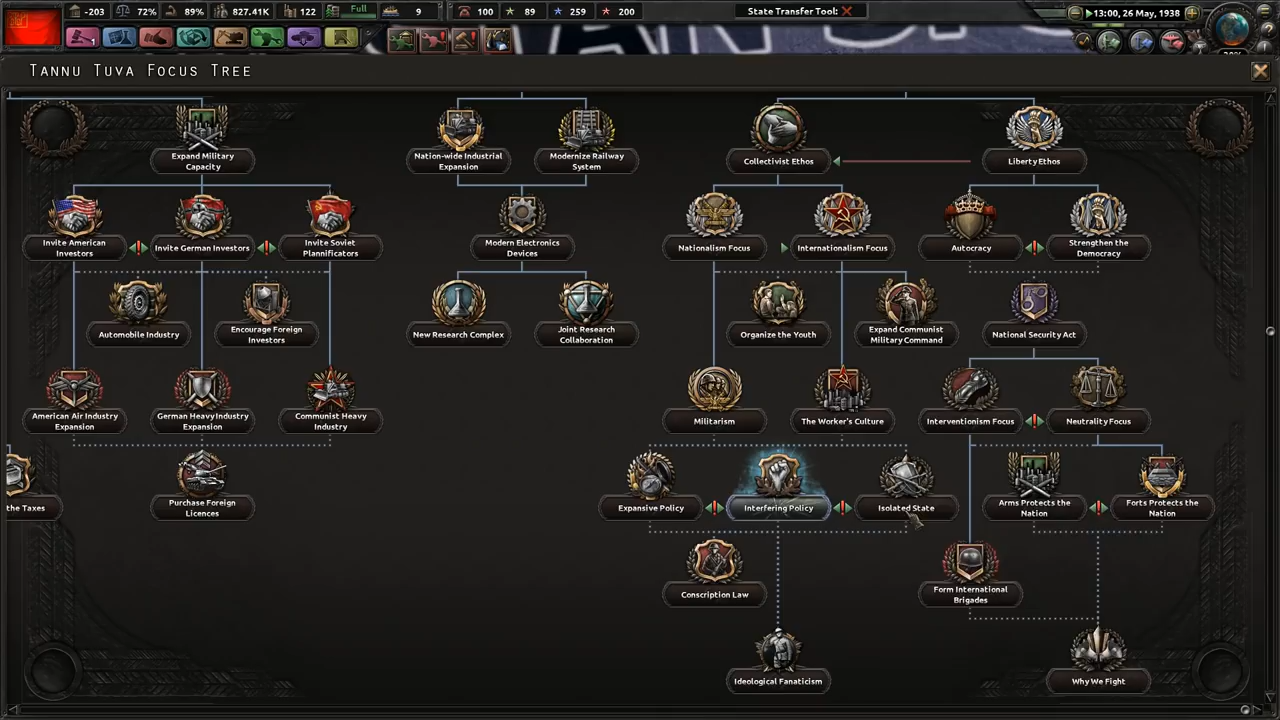 -203 72% 89% 827.41K 122 Full 9 100 89 259 200 State Transfer Tool: 13:00, 26 May, 1938
Tannu Tuva Focus Tree
Expand Military
Capacity
Nation-wide Industrial
Expansion
Modernize Railway
System
Collectivist Ethos
Liberty Ethos
Invite American
Investors
Invite German Investors
Invite Soviet
Plannificators
Modern Electronics
Devices
Nationalism Focus
Internationalism Focus
Autocracy
Strengthen the
Democracy
Automobile Industry
Encourage Foreign
Investors
New Research Complex
Joint Research
Collaboration
Organize the Youth
Expand Communist
Military Command
National Security Act
American Air Industry
Expansion
German Heavy Industry
Expansion
Communist Heavy
Industry
Militarism
The Worker's Culture
Interventionism Focus
Neutrality Focus
the Taxes
Purchase Foreign
Licences
Expansive Policy
Interfering Policy
Isolated State
Arms Protects the
Nation
Forts Protects the
Nation
Conscription Law
Form International
Brigades
Ideological Fanaticism
Why We Fight